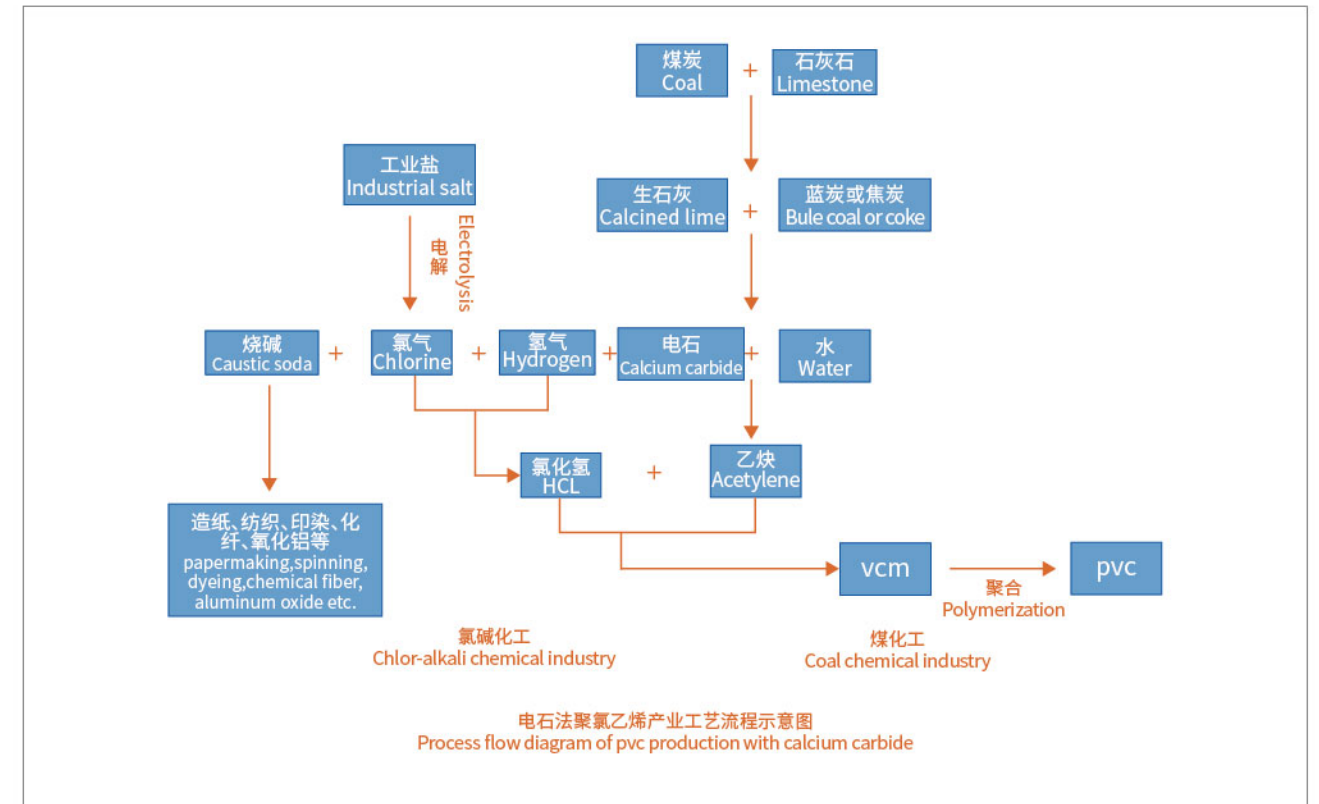 煤炭
Coal
+
石灰石
Limestone
工业盐
Industrial salt
生石灰
Calcined lime
+
蓝炭或焦炭
Bule coal or coke
电解
Electrolysis
烧碱
Caustic soda
+
氯气
Chlorine
+
氢气
Hydrogen
+
电石
Calcium carbide
+
水
Water
氯化氢
HCL
+
乙炔
Acetylene
造纸、纺织、印染、化
纤、氧化铝等
papermaking,spinning,
dyeing,chemical fiber,
aluminum oxide etc.
vcm
聚合
Polymerization
pvc
氯碱化工
Chlor-alkali chemical industry
煤化工
Coal chemical industry
电石法聚氯乙烯产业工艺流程示意图
Process flow diagram of pvc production with calcium carbide